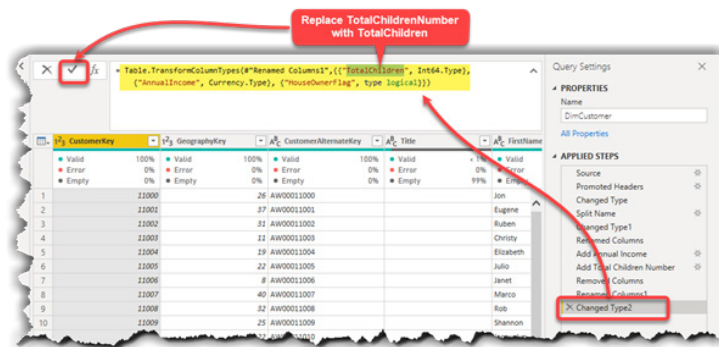 Replace TotalChildrenNumber
with TotalChildren
fx
= Table.TransformColumnTypes(#"Renamed Columns1",{{"TotalChildren", Int64.Type},
{"AnnualIncome", Currency.Type}, {"HouseOwnerFlag", type logical}})
Query Settings
PROPERTIES
Name
DimCustomer
All Properties
APPLIED STEPS
Source
Promoted Headers
Changed Type
Split Name
Changed Type1
Renamed Columns
Add Annual Income
Add Total Children Number
Removed Columns
Renamed Columns1
Changed Type2
CustomerKey GeographyKey CustomerAlternateKey Title FirstName
Valid 100% Valid 100% Valid 100% Valid < 1% Valid
Error 0% Error 0% Error 0% Error 0% Error
Empty 0% Empty 0% Empty 0% Empty 99% Empty
1 11000 26 AW00011000 Jon
2 11001 37 AW00011001 Eugene
3 11002 31 AW00011002 Ruben
4 11003 11 AW00011003 Christy
5 11004 19 AW00011004 Elizabeth
6 11005 22 AW00011005 Julio
7 11006 8 AW00011006 Janet
8 11007 40 AW00011007 Marco
9 11008 32 AW00011008 Rob
10 11009 25 AW00011009 Shannon